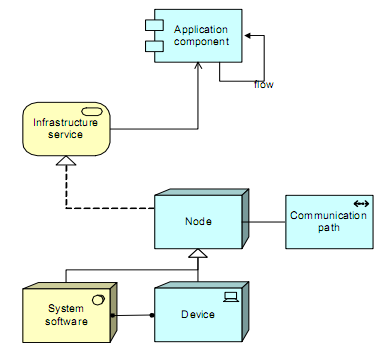 Application
component
flow
Infrastructure
service
Node
Communication
path
System
software
Device